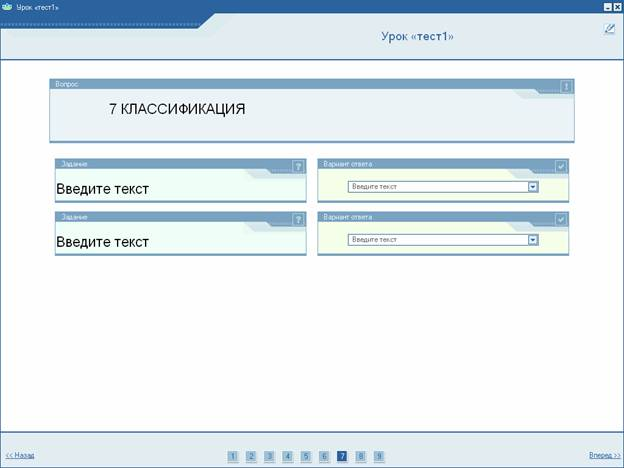 Урок «тест1»
Урок «тест1»
Вопрос
7 КЛАССИФИКАЦИЯ
Задание
Введите текст
Вариант ответа
Введите текст
Задание
Введите текст
Вариант ответа
Введите текст
<< Назад
1 2 3 4 5 6 7 8 9
Вперед >>